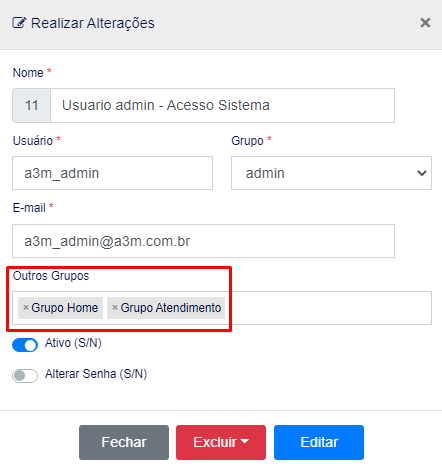 Realizar Alterações ×
Nome *
11 Usuario admin - Acesso Sistema
Usuário * Grupo *
a3m_admin admin
E-mail *
a3m_admin@a3m.com.br
Outros Grupos
×Grupo Home ×Grupo Atendimento
Ativo (S/N)
Alterar Senha (S/N)
Fechar Excluir Editar